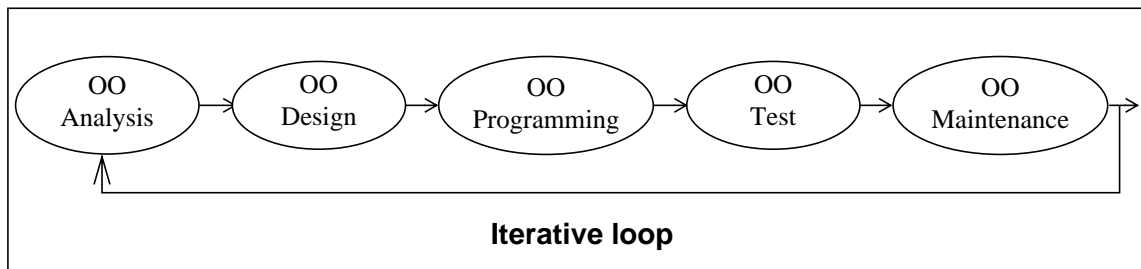 OO
Analysis
OO
Design
OO
Programming
OO
Test
OO
Maintenance
Iterative loop